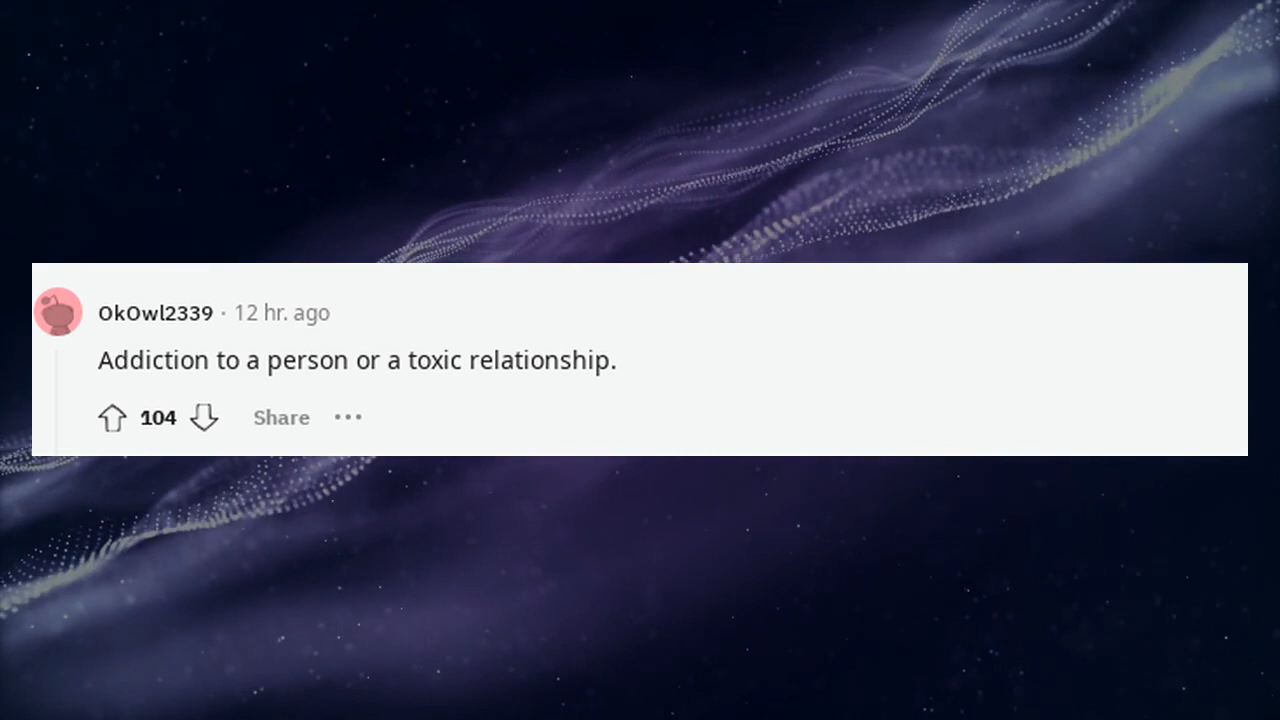 OkOwl2339 · 12 hr. ago
Addiction to a person or a toxic relationship.
104 Share ···